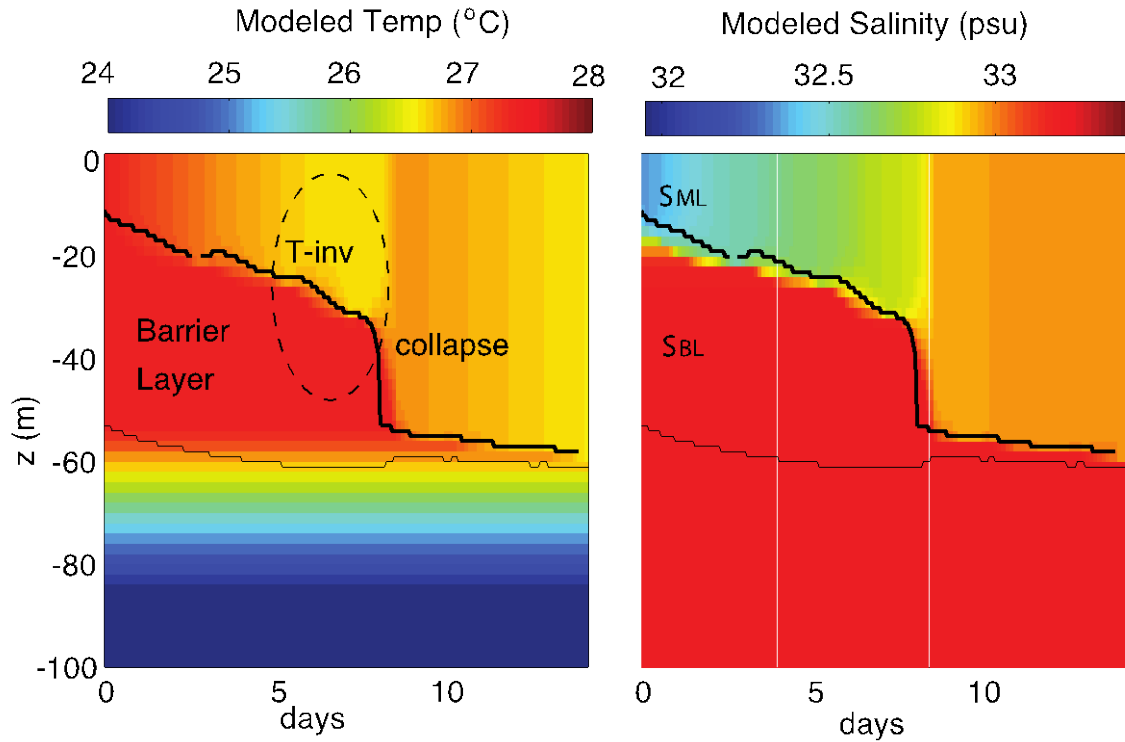 Modeled Temp (°C)
24 25 26 27 28
0
-20
-40
-60
-80
-100
z (m)
T-inv
Barrier
Layer
collapse
0 5 10
days
Modeled Salinity (psu)
32 32.5 33
SML
SBL
0 5 10
days